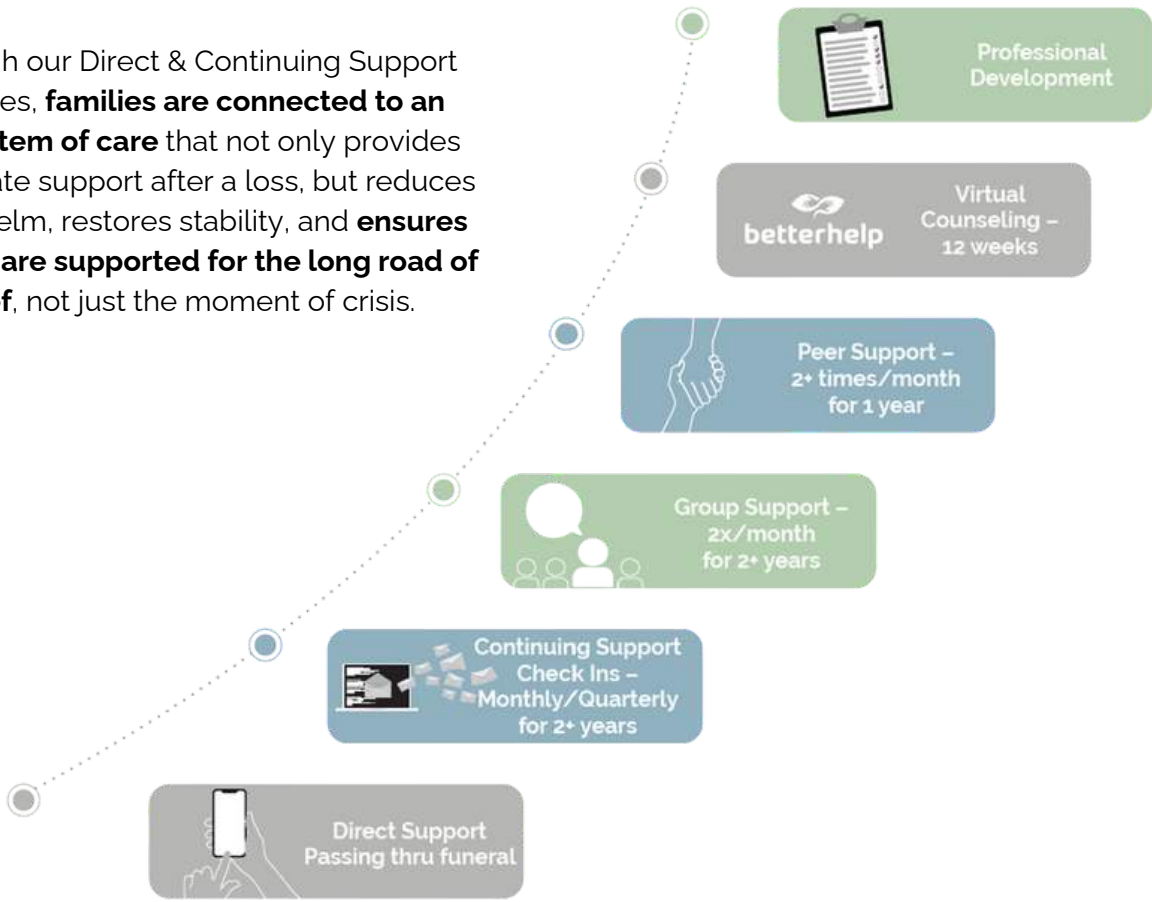 h our Direct & Continuing Support
es, families are connected to an
tem of care that not only provides
ate support after a loss, but reduces
elm, restores stability, and ensures
are supported for the long road of
f, not just the moment of crisis.
Professional
Development
betterhelp
Virtual
Counseling –
12 weeks
Peer Support –
2+ times/month
for 1 year
Group Support –
2x/month
for 2+ years
Continuing Support
Check Ins –
Monthly/Quarterly
for 2+ years
Direct Support
Passing thru funeral